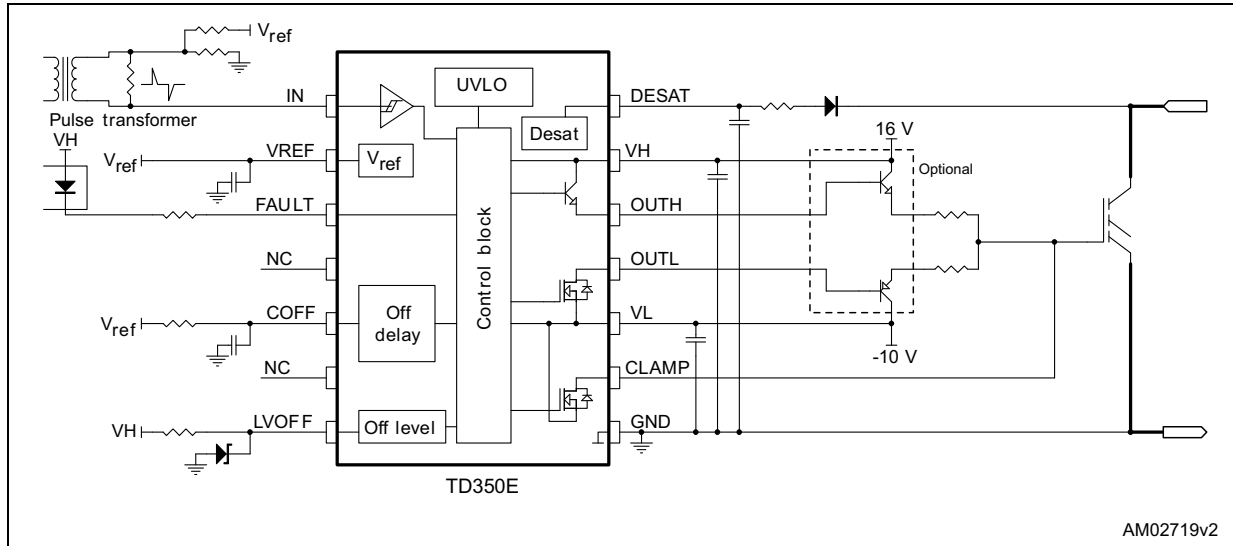 Vref
IN
Pulse transformer
VH
Vref
VREF
Vref
FAULT
NC
Vref
COFF
Off
delay
NC
VH
LVOFF
Off level
UVLO
Control block
Desat
DESAT
VH
16 V
Optional
OUTH
OUTL
VL
-10 V
CLAMP
GND
TD350E
AM02719v2